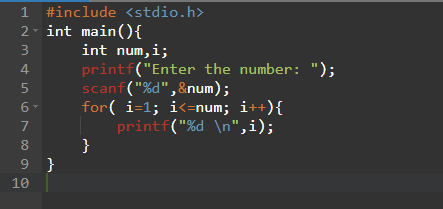 1 #include <stdio.h>
2 int main(){
3 int num,i;
4 printf("Enter the number: ");
5 scanf("%d",&num);
6 for( i=1; i<=num; i++){
7 printf("%d \n",i);
8 }
9 }
10